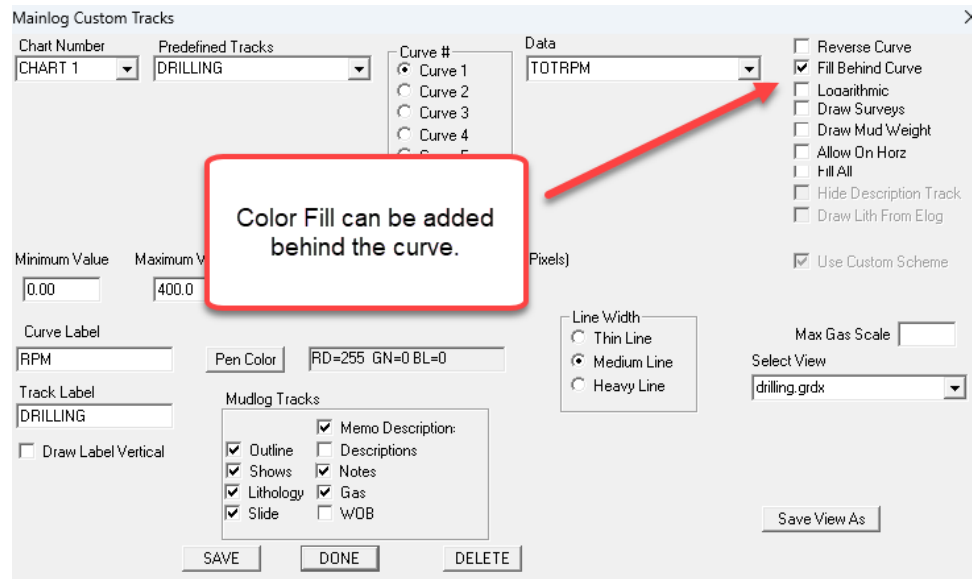 Mainlog Custom Tracks
Chart Number
CHART 1
Predefined Tracks
DRILLING
Curve #
Curve 1
Curve 2
Curve 3
Curve 4
Data
TOTRPM
Reverse Curve
Fill Behind Curve
Logarithmic
Draw Surveys
Draw Mud Weight
Allow On Horz
Fill All
Hide Description Track
Draw Lith From Elog
Use Custom Scheme
Color Fill can be added
behind the curve.
Minimum Value
0.00
Maximum V
400.0
Pixels)
Curve Label
RPM
Pen Color
RD=255 GN=0 BL=0
Line Width
Thin Line
Medium Line
Heavy Line
Max Gas Scale
Select View
drilling.grdx
Track Label
DRILLING
Draw Label Vertical
Mudlog Tracks
Memo Description:
Outline
Descriptions
Shows
Notes
Lithology
Gas
Slide
WOB
Save View As
SAVE
DONE
DELETE